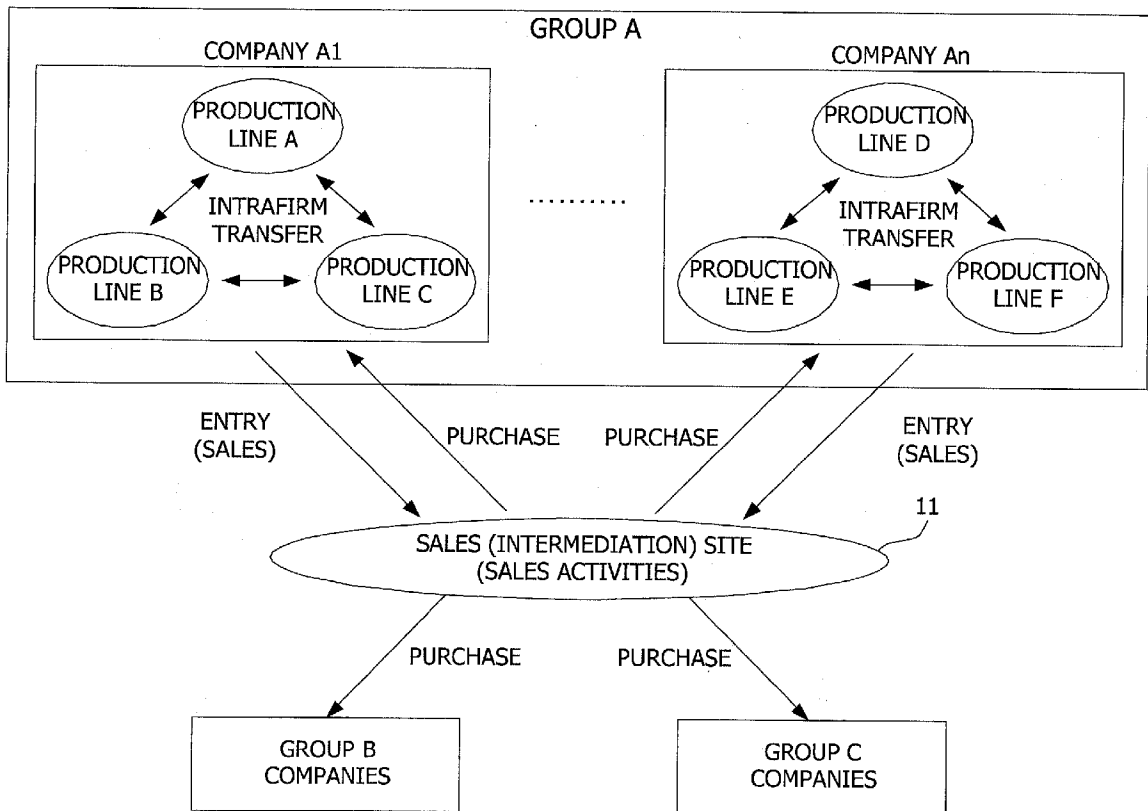 GROUP A
COMPANY A1
COMPANY An
PRODUCTION
LINE A
PRODUCTION
LINE D
INTRAFIRM
TRANSFER
.........
INTRAFIRM
TRANSFER
PRODUCTION
LINE B
PRODUCTION
LINE C
PRODUCTION
LINE E
PRODUCTION
LINE F
ENTRY
(SALES)
PURCHASE
PURCHASE
ENTRY
(SALES)
11
SALES (INTERMEDIATION) SITE
(SALES ACTIVITIES)
PURCHASE
PURCHASE
GROUP B
COMPANIES
GROUP C
COMPANIES